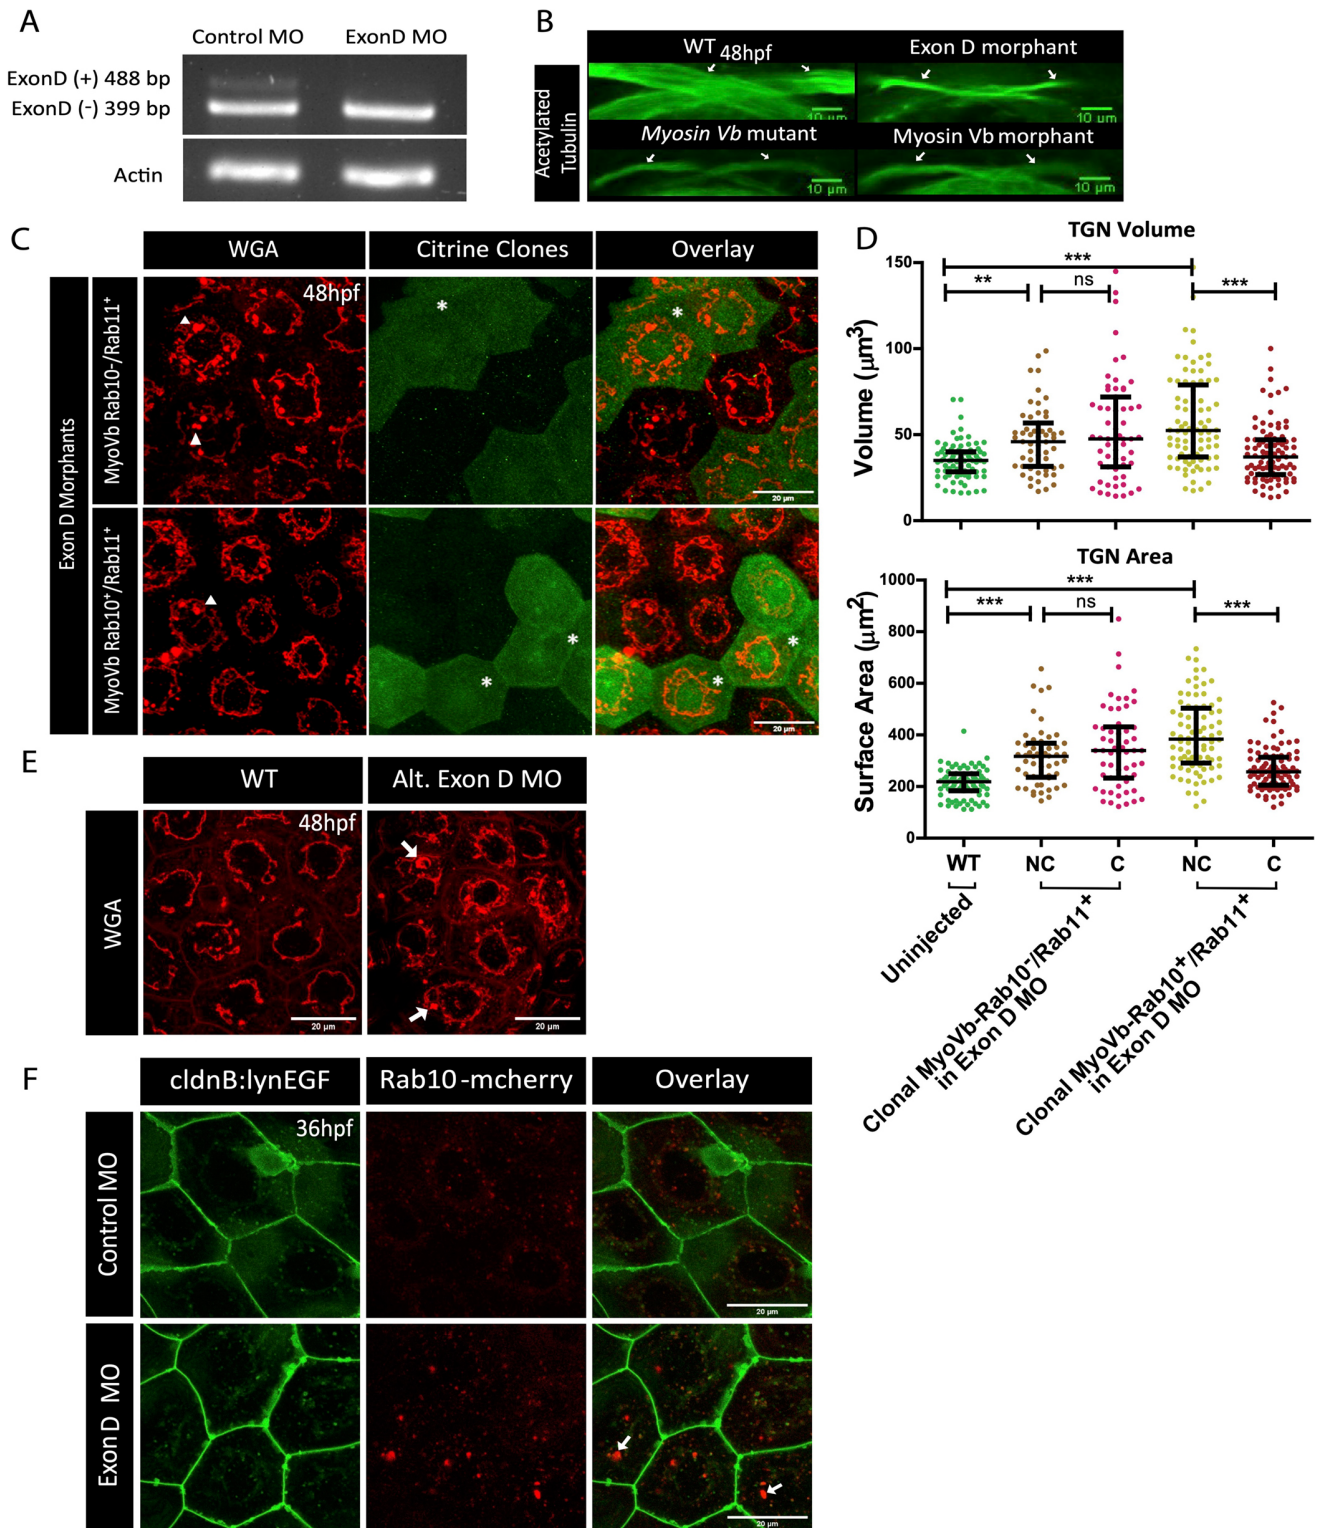 A
Control MO ExonD MO
ExonD (+) 488 bp
ExonD (-) 399 bp
Actin
B
Acetylated
Tubulin
WT 48hpf
Exon D morphant
10 μm
10 μm
Myosin Vb mutant
Myosin Vb morphant
10 μm
10 μm
C
WGA
Citrine Clones
Overlay
Exon D Morphants
MyoVb Rab10-/Rab11+
48hpf
*
*
20 μm
MyoVb Rab10+/Rab11+
*
*
*
*
20 μm
D
TGN Volume
Volume (μm3)
150
100
50
0
***
**
ns
***
TGN Area
Surface Area (μm2)
1000
800
600
400
200
0
***
***
ns
***
WT NC C NC C
Uninjected
Clonal MyoVb-Rab10-/Rab11+
in Exon D MO
Clonal MyoVb-Rab10+/Rab11+
in Exon D MO
E
WT
Alt. Exon D MO
WGA
48hpf
20 μm
20 μm
F
cldnB:lynEGF
Rab10-mcherry
Overlay
Control MO
36hpf
20 μm
Exon D MO
20 μm